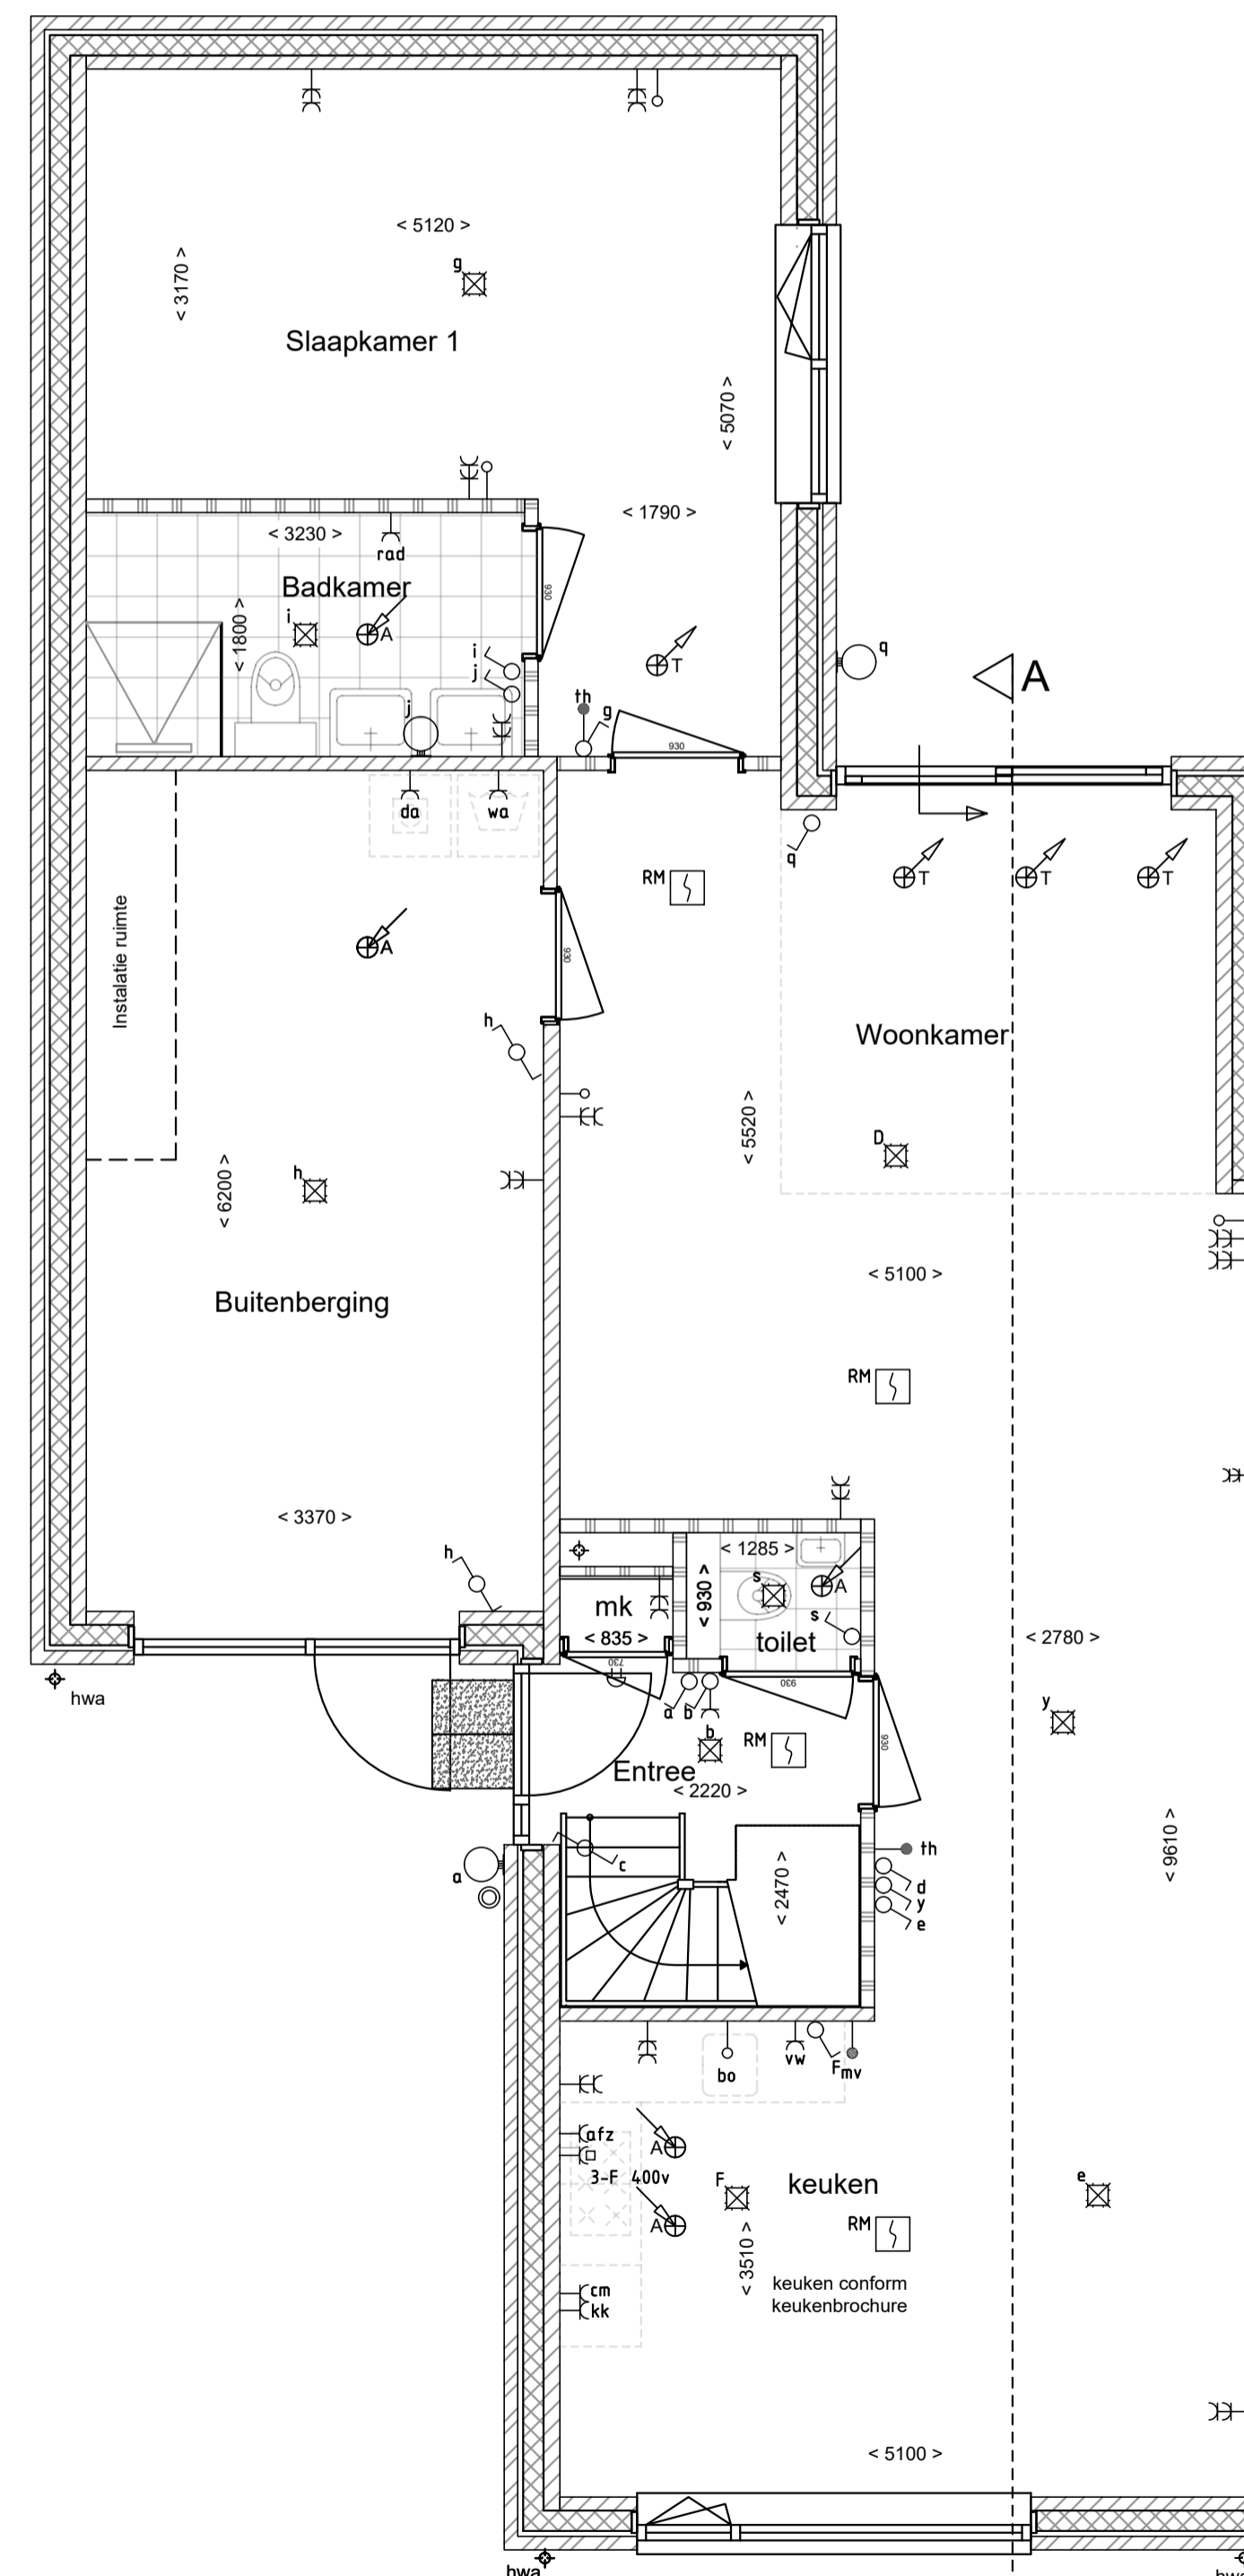 < 5120 >
g
< 3170 >
Slaapkamer 1
< 5070 >
< 1790 >
< 3230 >
rad
Badkamer
930
i
A
< 1800 >
i
j
T
q
A
th
g
j
930
da
wa
q
RM
T
T
T
Instalatie ruimte
A
930
h
Woonkamer
< 5520 >
D
h
< 6200 >
< 5100 >
Buitenberging
RM
< 3370 >
h
< 1285 >
s
A
< 930 >
mk
s
< 835 >
toilet
< 2780 >
730
930
hwa
a
b
y
b
RM
930
Entree
< 2220 >
th
c
a
< 2470 >
< 9610 >
d
y
e
vw
F
mv
bo
afz
A
3-F 400v
F
keuken
e
A
RM
< 3510 >
keuken conform
keukenbrochure
cm
kk
< 5100 >
hwa